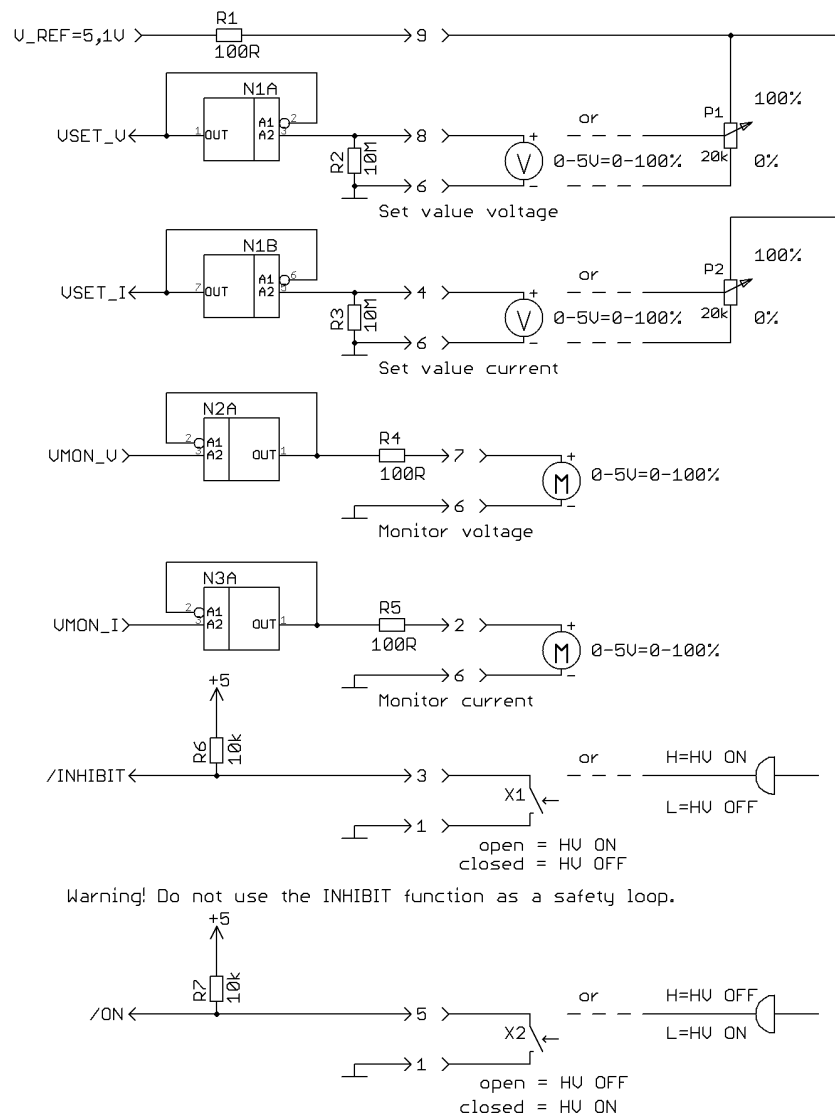 R1
V_REF=5,1V 9
100R
N1A
A1 2
100%
or
P1
VSET_V 1 OUT A2 3 8 +
R2 10M V 0-5V=0-100% 20k 0%
6 -
Set value voltage
N1B
A1 6
100%
or
P2
VSET_I 7 OUT A2 5 4 +
R3 10M V 0-5V=0-100% 20k 0%
6 -
Set value current
N2A
2 A1
R4
VMON_V 3 A2 OUT 1 7 +
100R M 0-5V=0-100%
6 -
Monitor voltage
N3A
2 A1
R5
VMON_I 3 A2 OUT 1 2 +
100R M 0-5V=0-100%
6 -
+5
Monitor current
R6 10k
or H=HV ON
/INHIBIT 3
X1
L=HV OFF
1
open = HV ON
closed = HV OFF
Warning! Do not use the INHIBIT function as a safety loop.
+5
R7 10k
or H=HV OFF
/ON 5
X2 L=HV ON
1
open = HV OFF
closed = HV ON